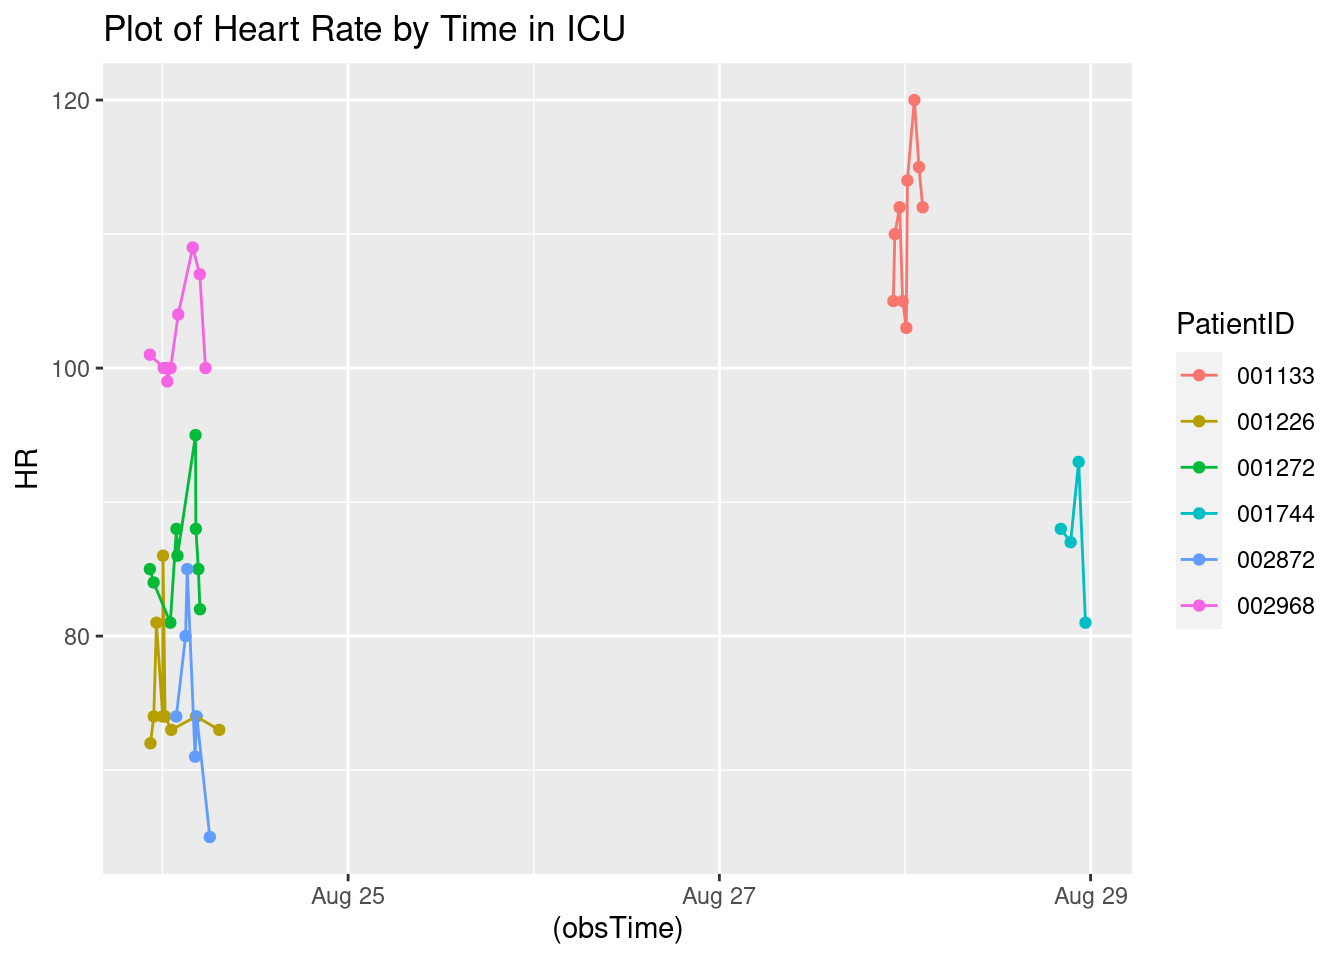 Plot of Heart Rate by Time in ICU
120
100
80
HR
Aug 25
Aug 27
Aug 29
(obsTime)
PatientID
001133
001226
001272
001744
002872
002968